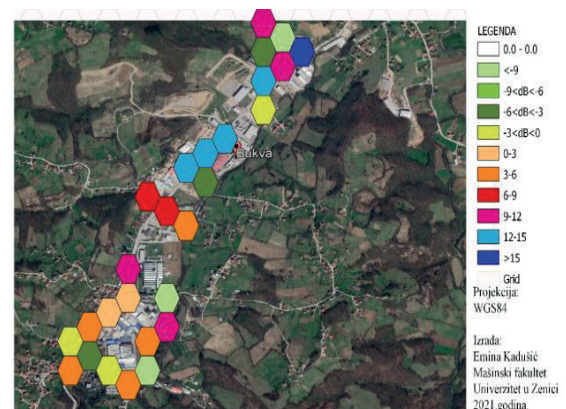 Bukva
LEGENDA
0.0 - 0.0
<-9
-9<dB<-6
-6<dB<-3
-3<dB<0
0-3
3-6
6-9
9-12
12-15
>15
Grid
Projekcija:
WGS84
Izrada:
Emina Kadušić
Mašinski fakultet
Univerzitet u Zenici
2021.godina.